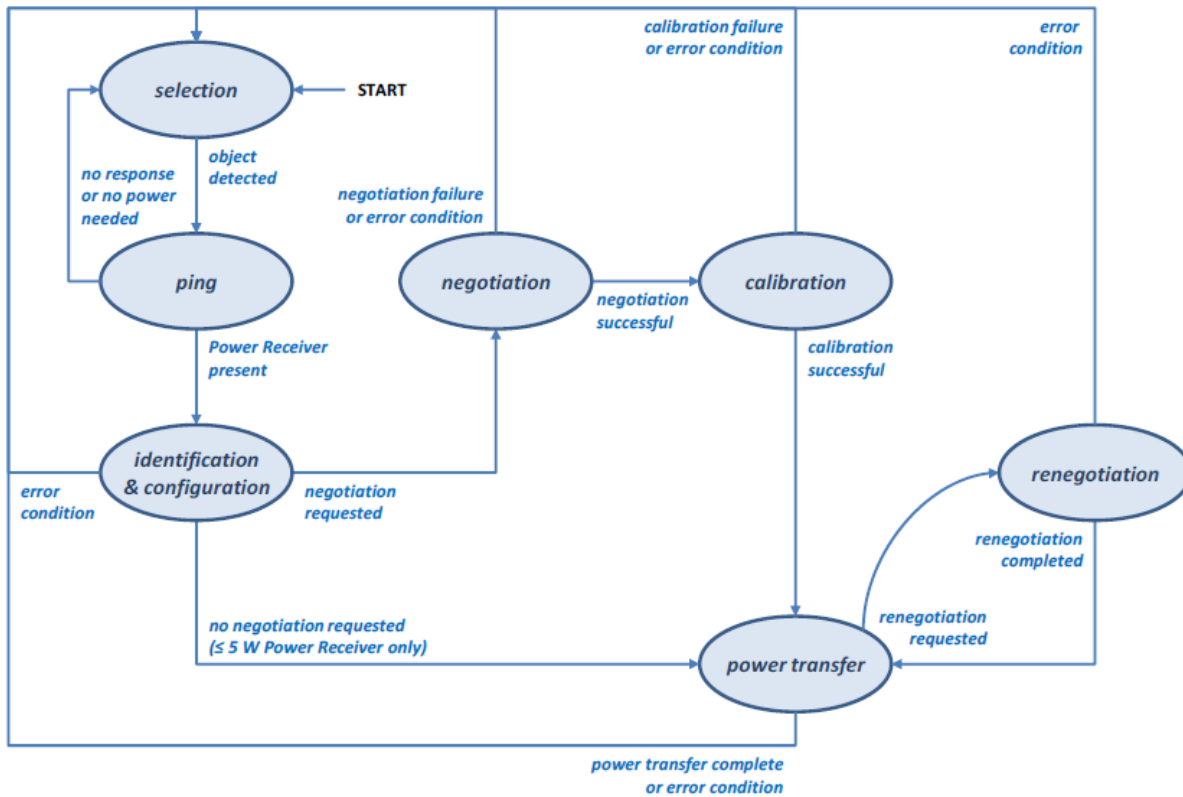 calibration failure
or error condition
error
condition
selection
START
object
detected
no response
or no power
needed
negotiation failure
or error condition
ping
negotiation
calibration
negotiation
successful
Power Receiver
present
calibration
successful
identification
& configuration
renegotiation
error
condition
negotiation
requested
renegotiation
completed
no negotiation requested
(≤ 5 W Power Receiver only)
renegotiation
requested
power transfer
power transfer complete
or error condition